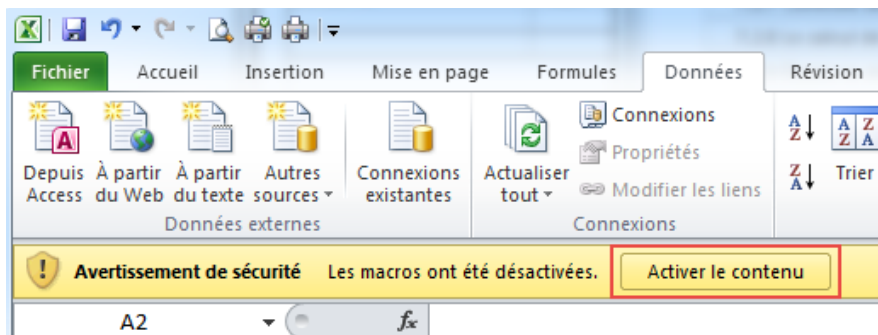 Fichier Accueil Insertion Mise en page Formules Données Révision
Depuis Access
À partir du Web
À partir du texte
Autres sources
Connexions existantes
Actualiser tout
Connexions
Propriétés
Modifier les liens
A Z
Z A
A Z Z A
Trier
Données externes
Connexions
Avertissement de sécurité Les macros ont été désactivées. Activer le contenu
A2 fx